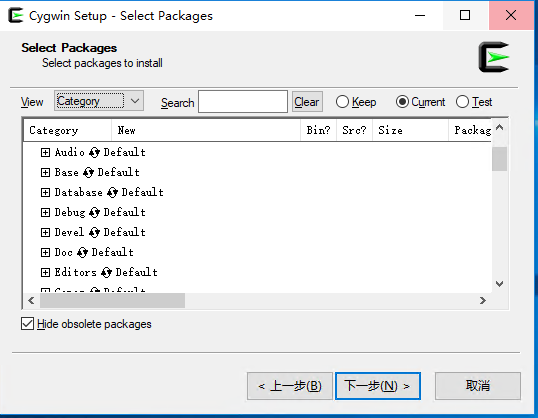 Cygwin Setup - Select Packages
Select Packages
Select packages to install
View Category Search Clear Keep Current Test
Category New Bin? Src? Size Packag
Audio Default
Base Default
Database Default
Debug Default
Devel Default
Doc Default
Editors Default
Hide obsolete packages
< 上一步(B) 下一步(N) > 取消